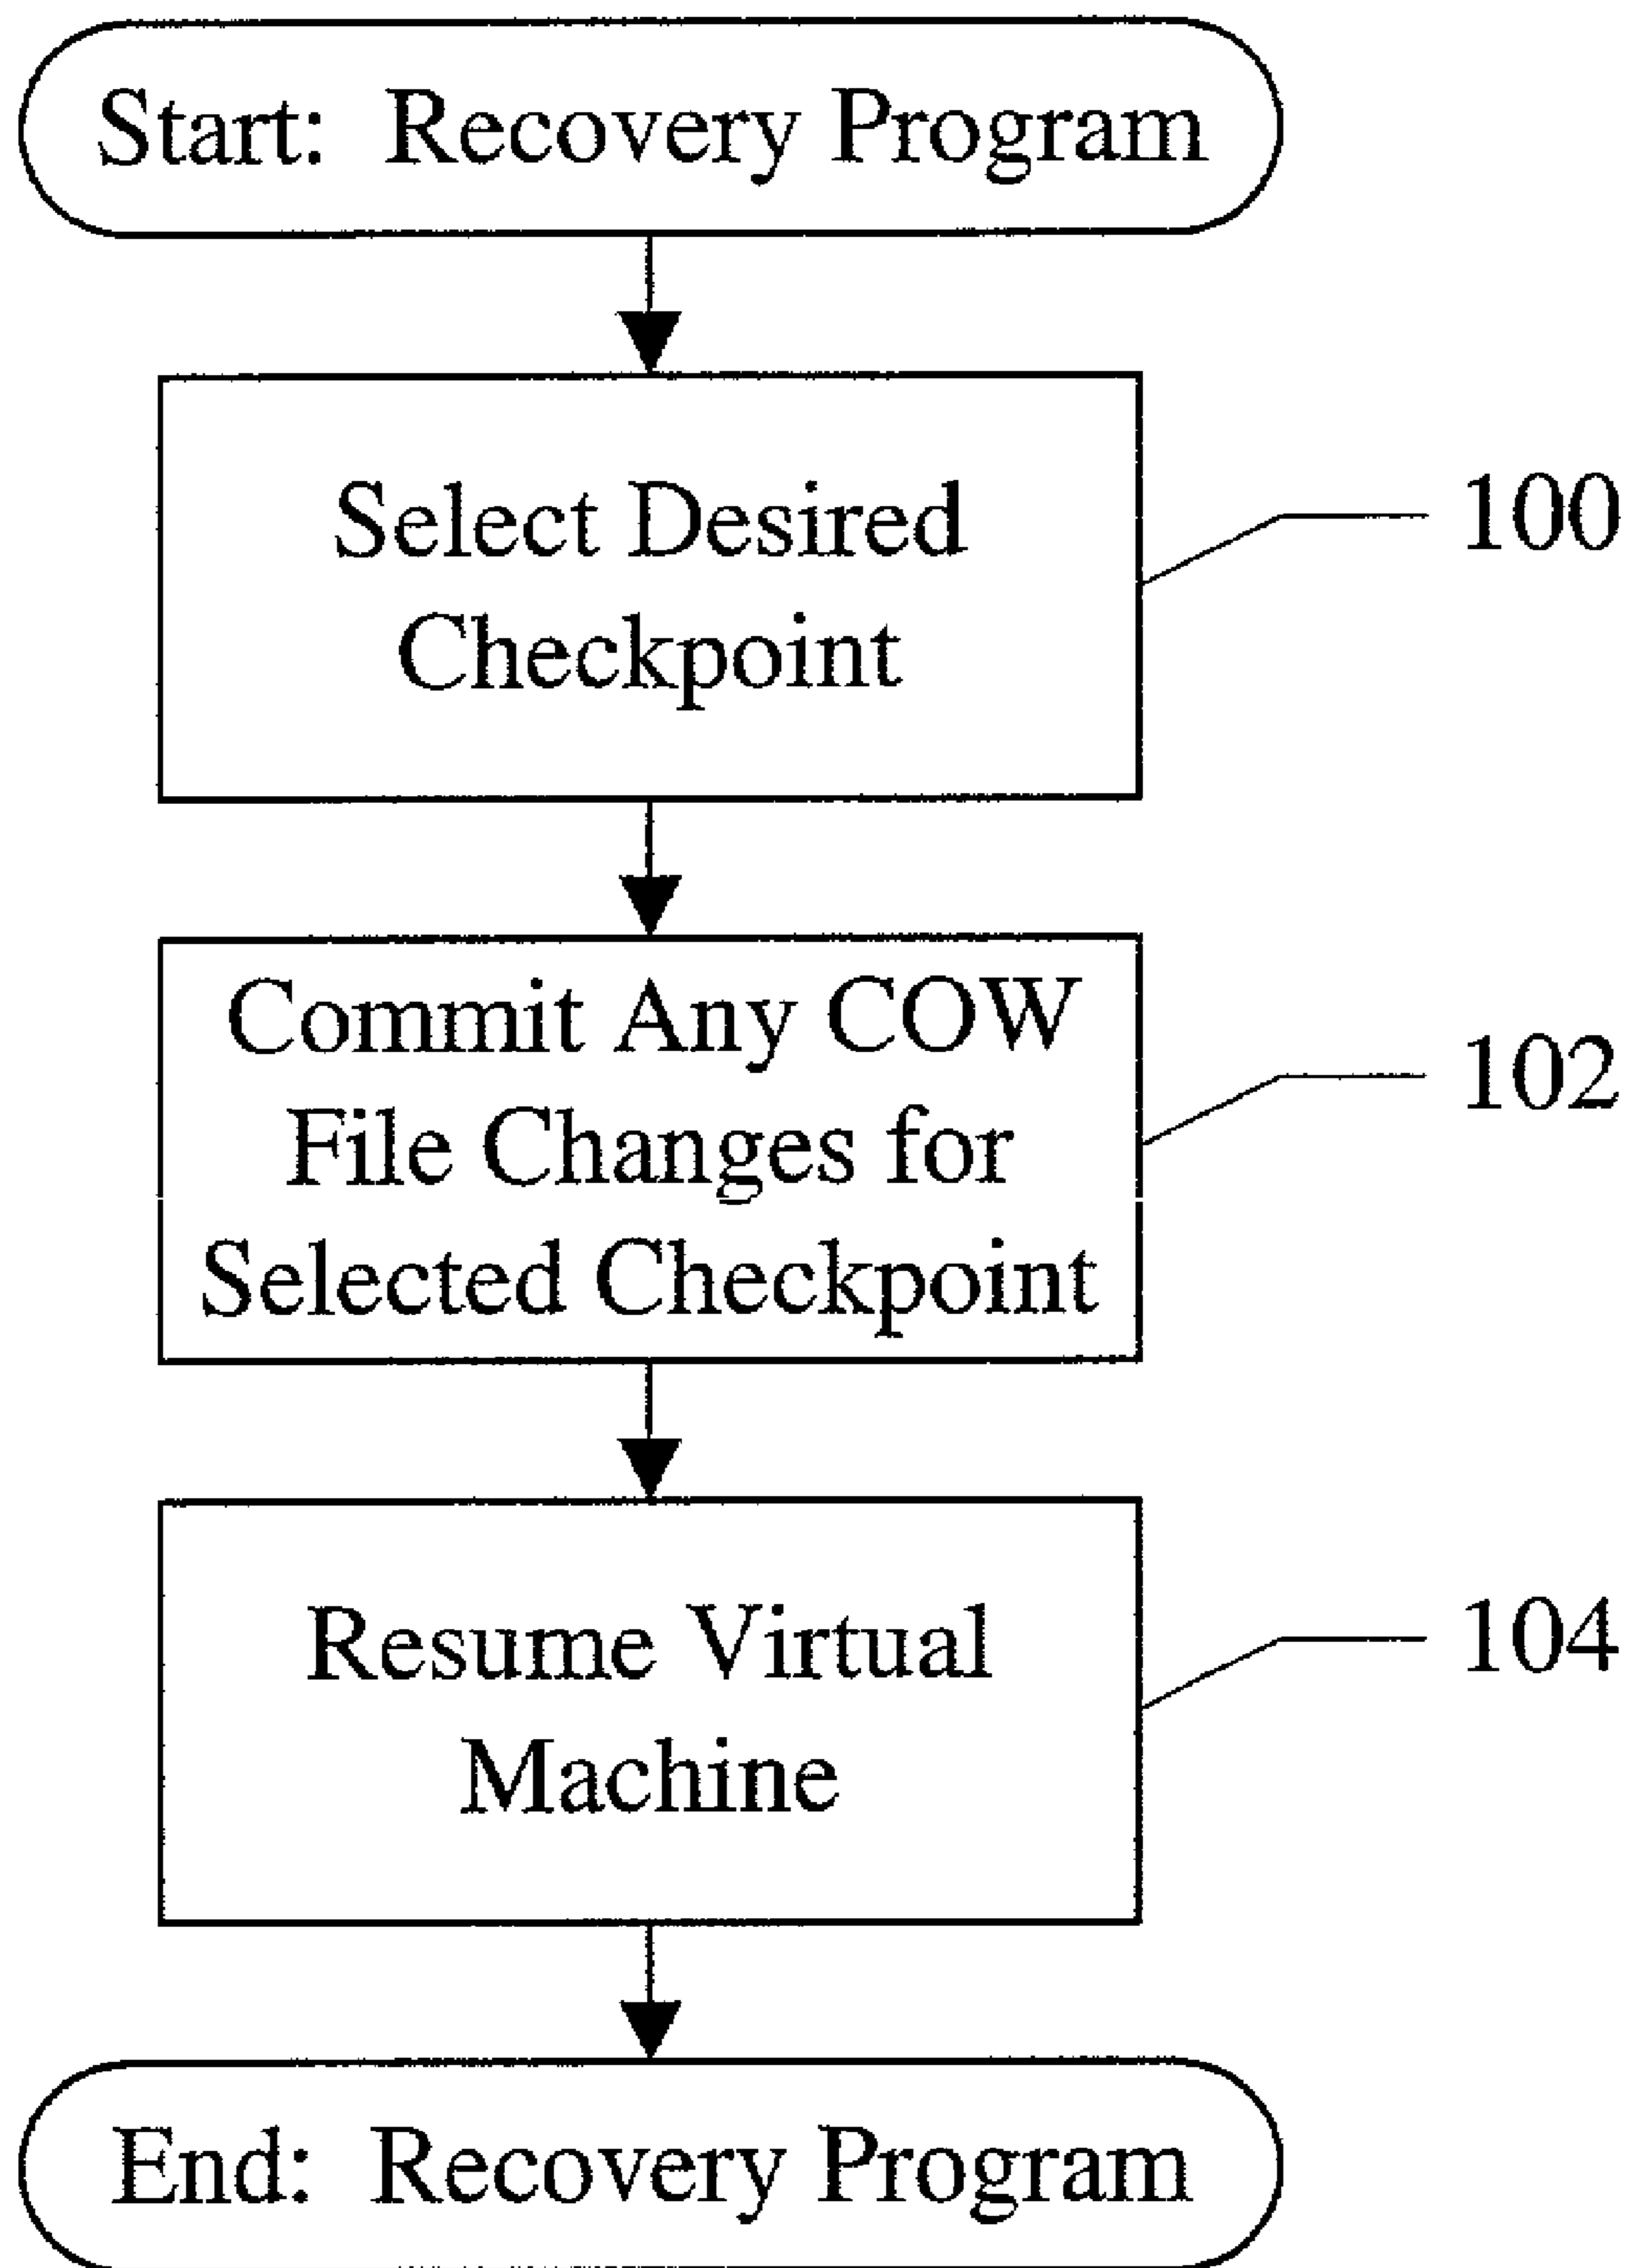 Start: Recovery Program
Select Desired
Checkpoint
100
Commit Any COW
File Changes for
Selected Checkpoint
102
Resume Virtual
Machine
104
End: Recovery Program